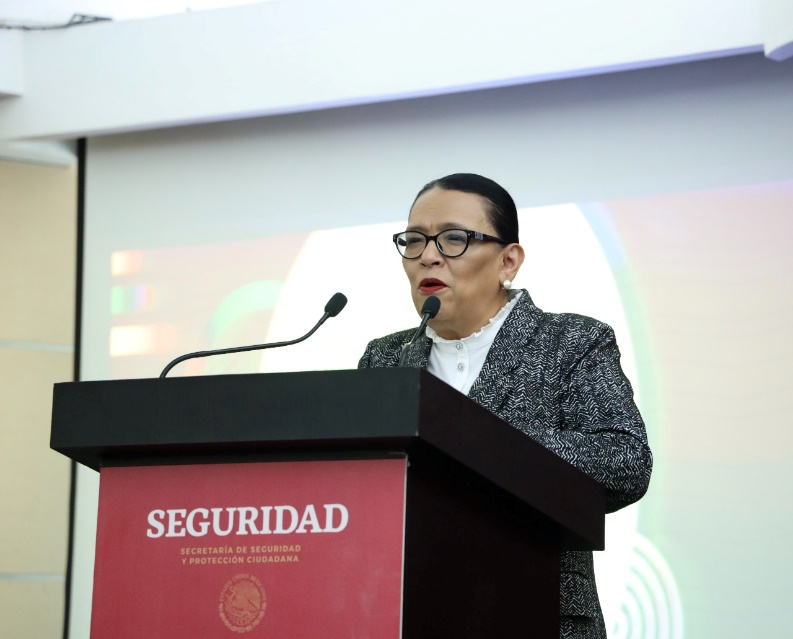 SEGURIDAD
SECRETARÍA DE SEGURIDAD
Y PROTECCIÓN CIUDADANA